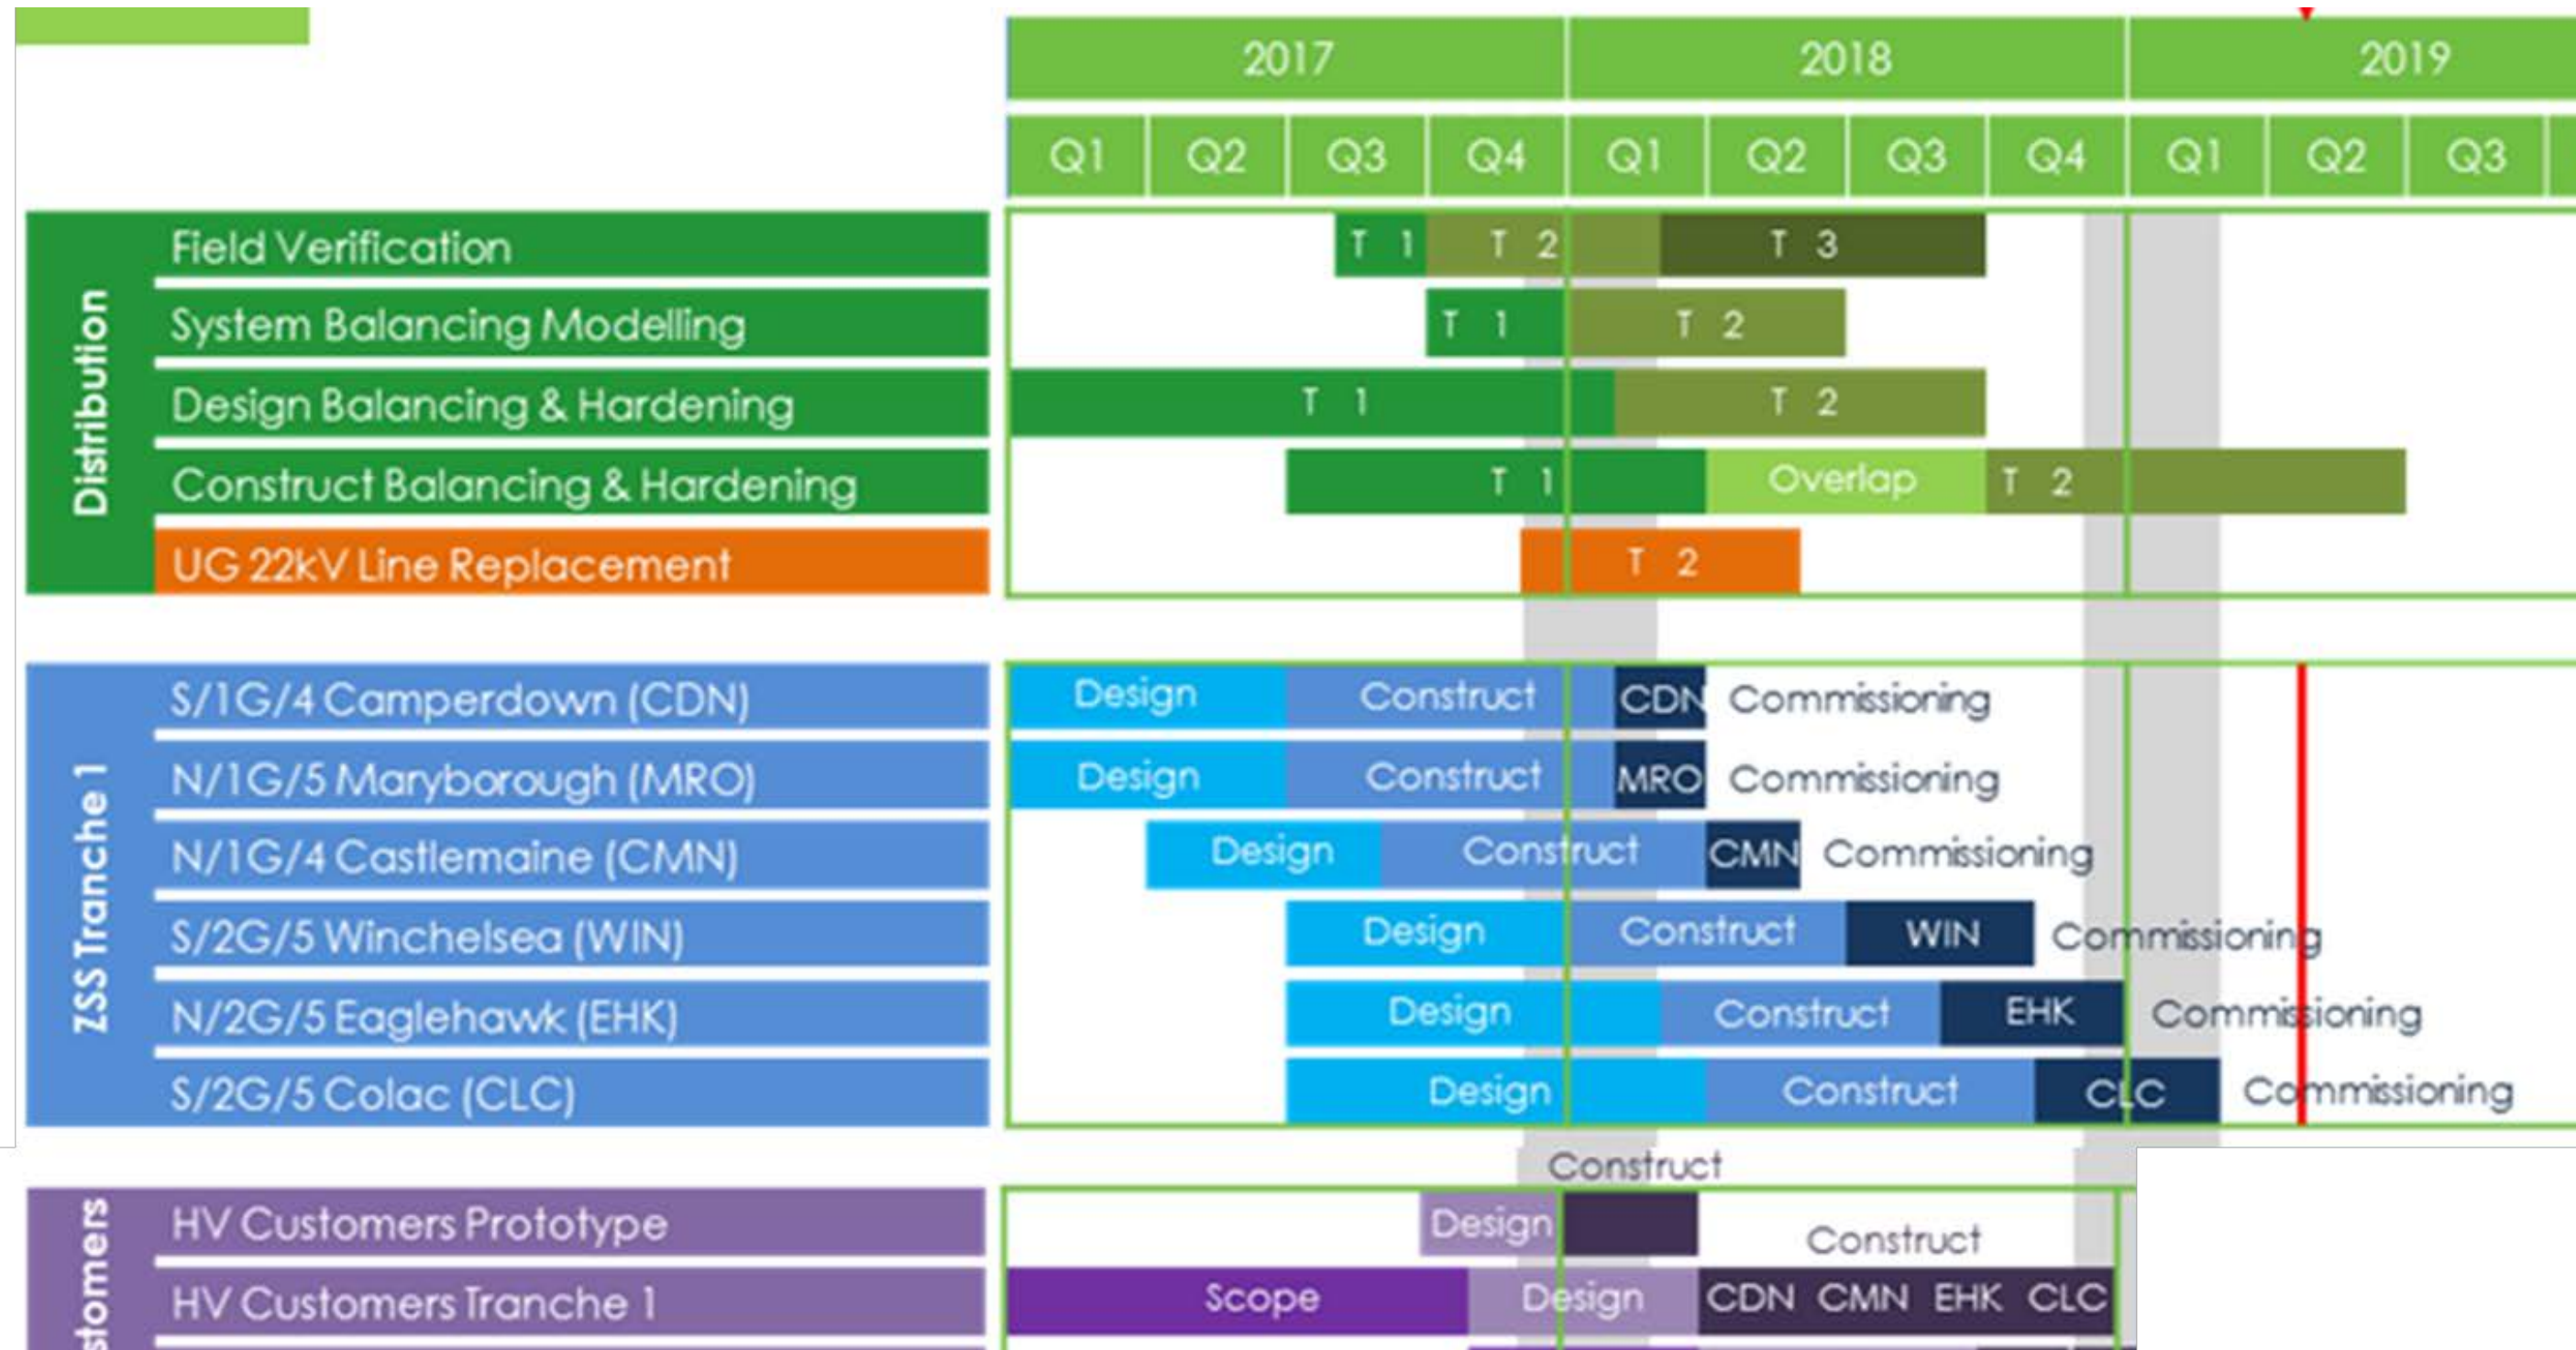 2017 2018 2019
Q1 Q2 Q3 Q4 Q1 Q2 Q3 Q4 Q1 Q2 Q3
Distribution
Field Verification T 1 T 2 T 3
System Balancing Modelling T 1 T 2
Design Balancing & Hardening T 1 T 2
Construct Balancing & Hardening T 1 Overlap T 2
UG 22kV Line Replacement T 2
ZSS Tranche 1
S/1G/4 Camperdown (CDN) Design Construct CDN Commissioning
N/1G/5 Maryborough (MRO) Design Construct MRO Commissioning
N/1G/4 Castlemaine (CMN) Design Construct CMN Commissioning
S/2G/5 Winchelsea (WIN) Design Construct WIN Commissioning
N/2G/5 Eaglehawk (EHK) Design Construct EHK Commissioning
S/2G/5 Colac (CLC) Design Construct CLC Commissioning
Construct
stomers
HV Customers Prototype Design Construct
HV Customers Tranche 1 Scope Design CDN CMN EHK CLC